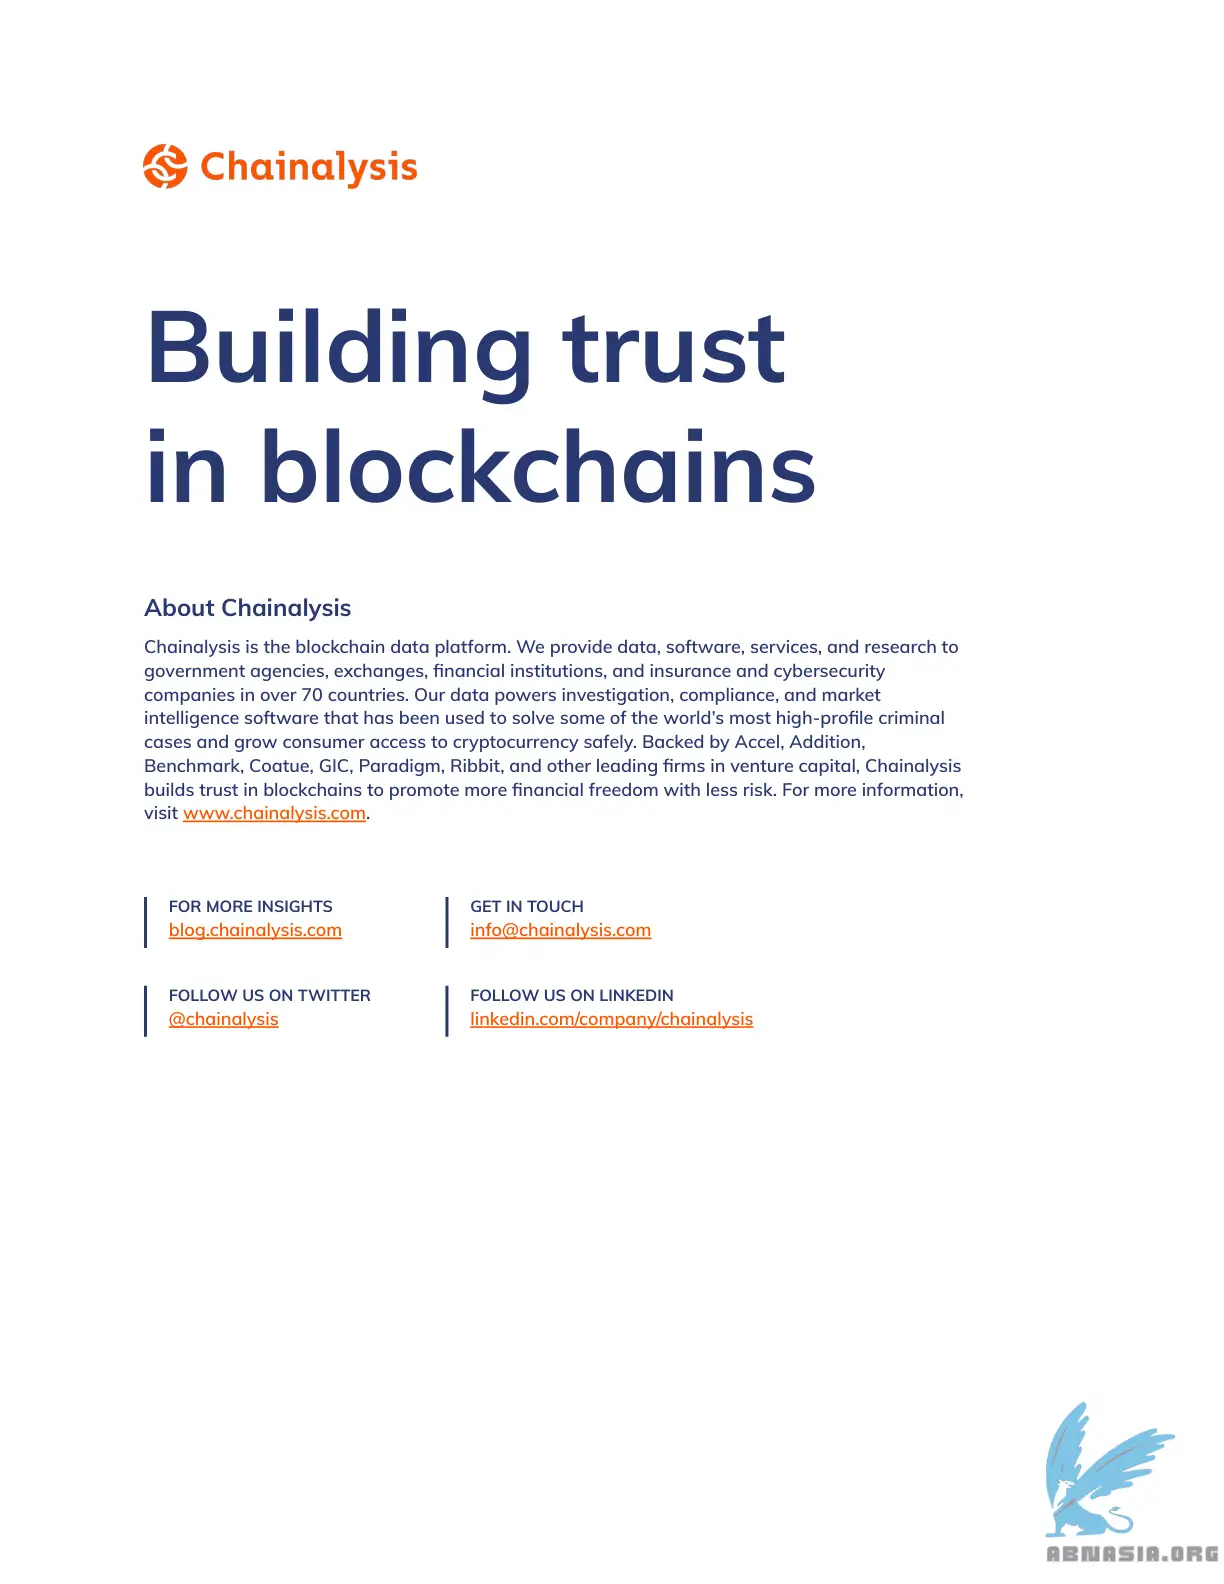 Chainalysis
Building trust
in blockchains
About Chainalysis
Chainalysis is the blockchain data platform. We provide data, software, services, and research to
government agencies, exchanges, financial institutions, and insurance and cybersecurity
companies in over 70 countries. Our data powers investigation, compliance, and market
intelligence software that has been used to solve some of the world’s most high-profile criminal
cases and grow consumer access to cryptocurrency safely. Backed by Accel, Addition,
Benchmark, Coatue, GIC, Paradigm, Ribbit, and other leading firms in venture capital, Chainalysis
builds trust in blockchains to promote more financial freedom with less risk. For more information,
visit www.chainalysis.com.
FOR MORE INSIGHTS
blog.chainalysis.com
GET IN TOUCH
info@chainalysis.com
FOLLOW US ON TWITTER
@chainalysis
FOLLOW US ON LINKEDIN
linkedin.com/company/chainalysis
ABNASIA.ORG